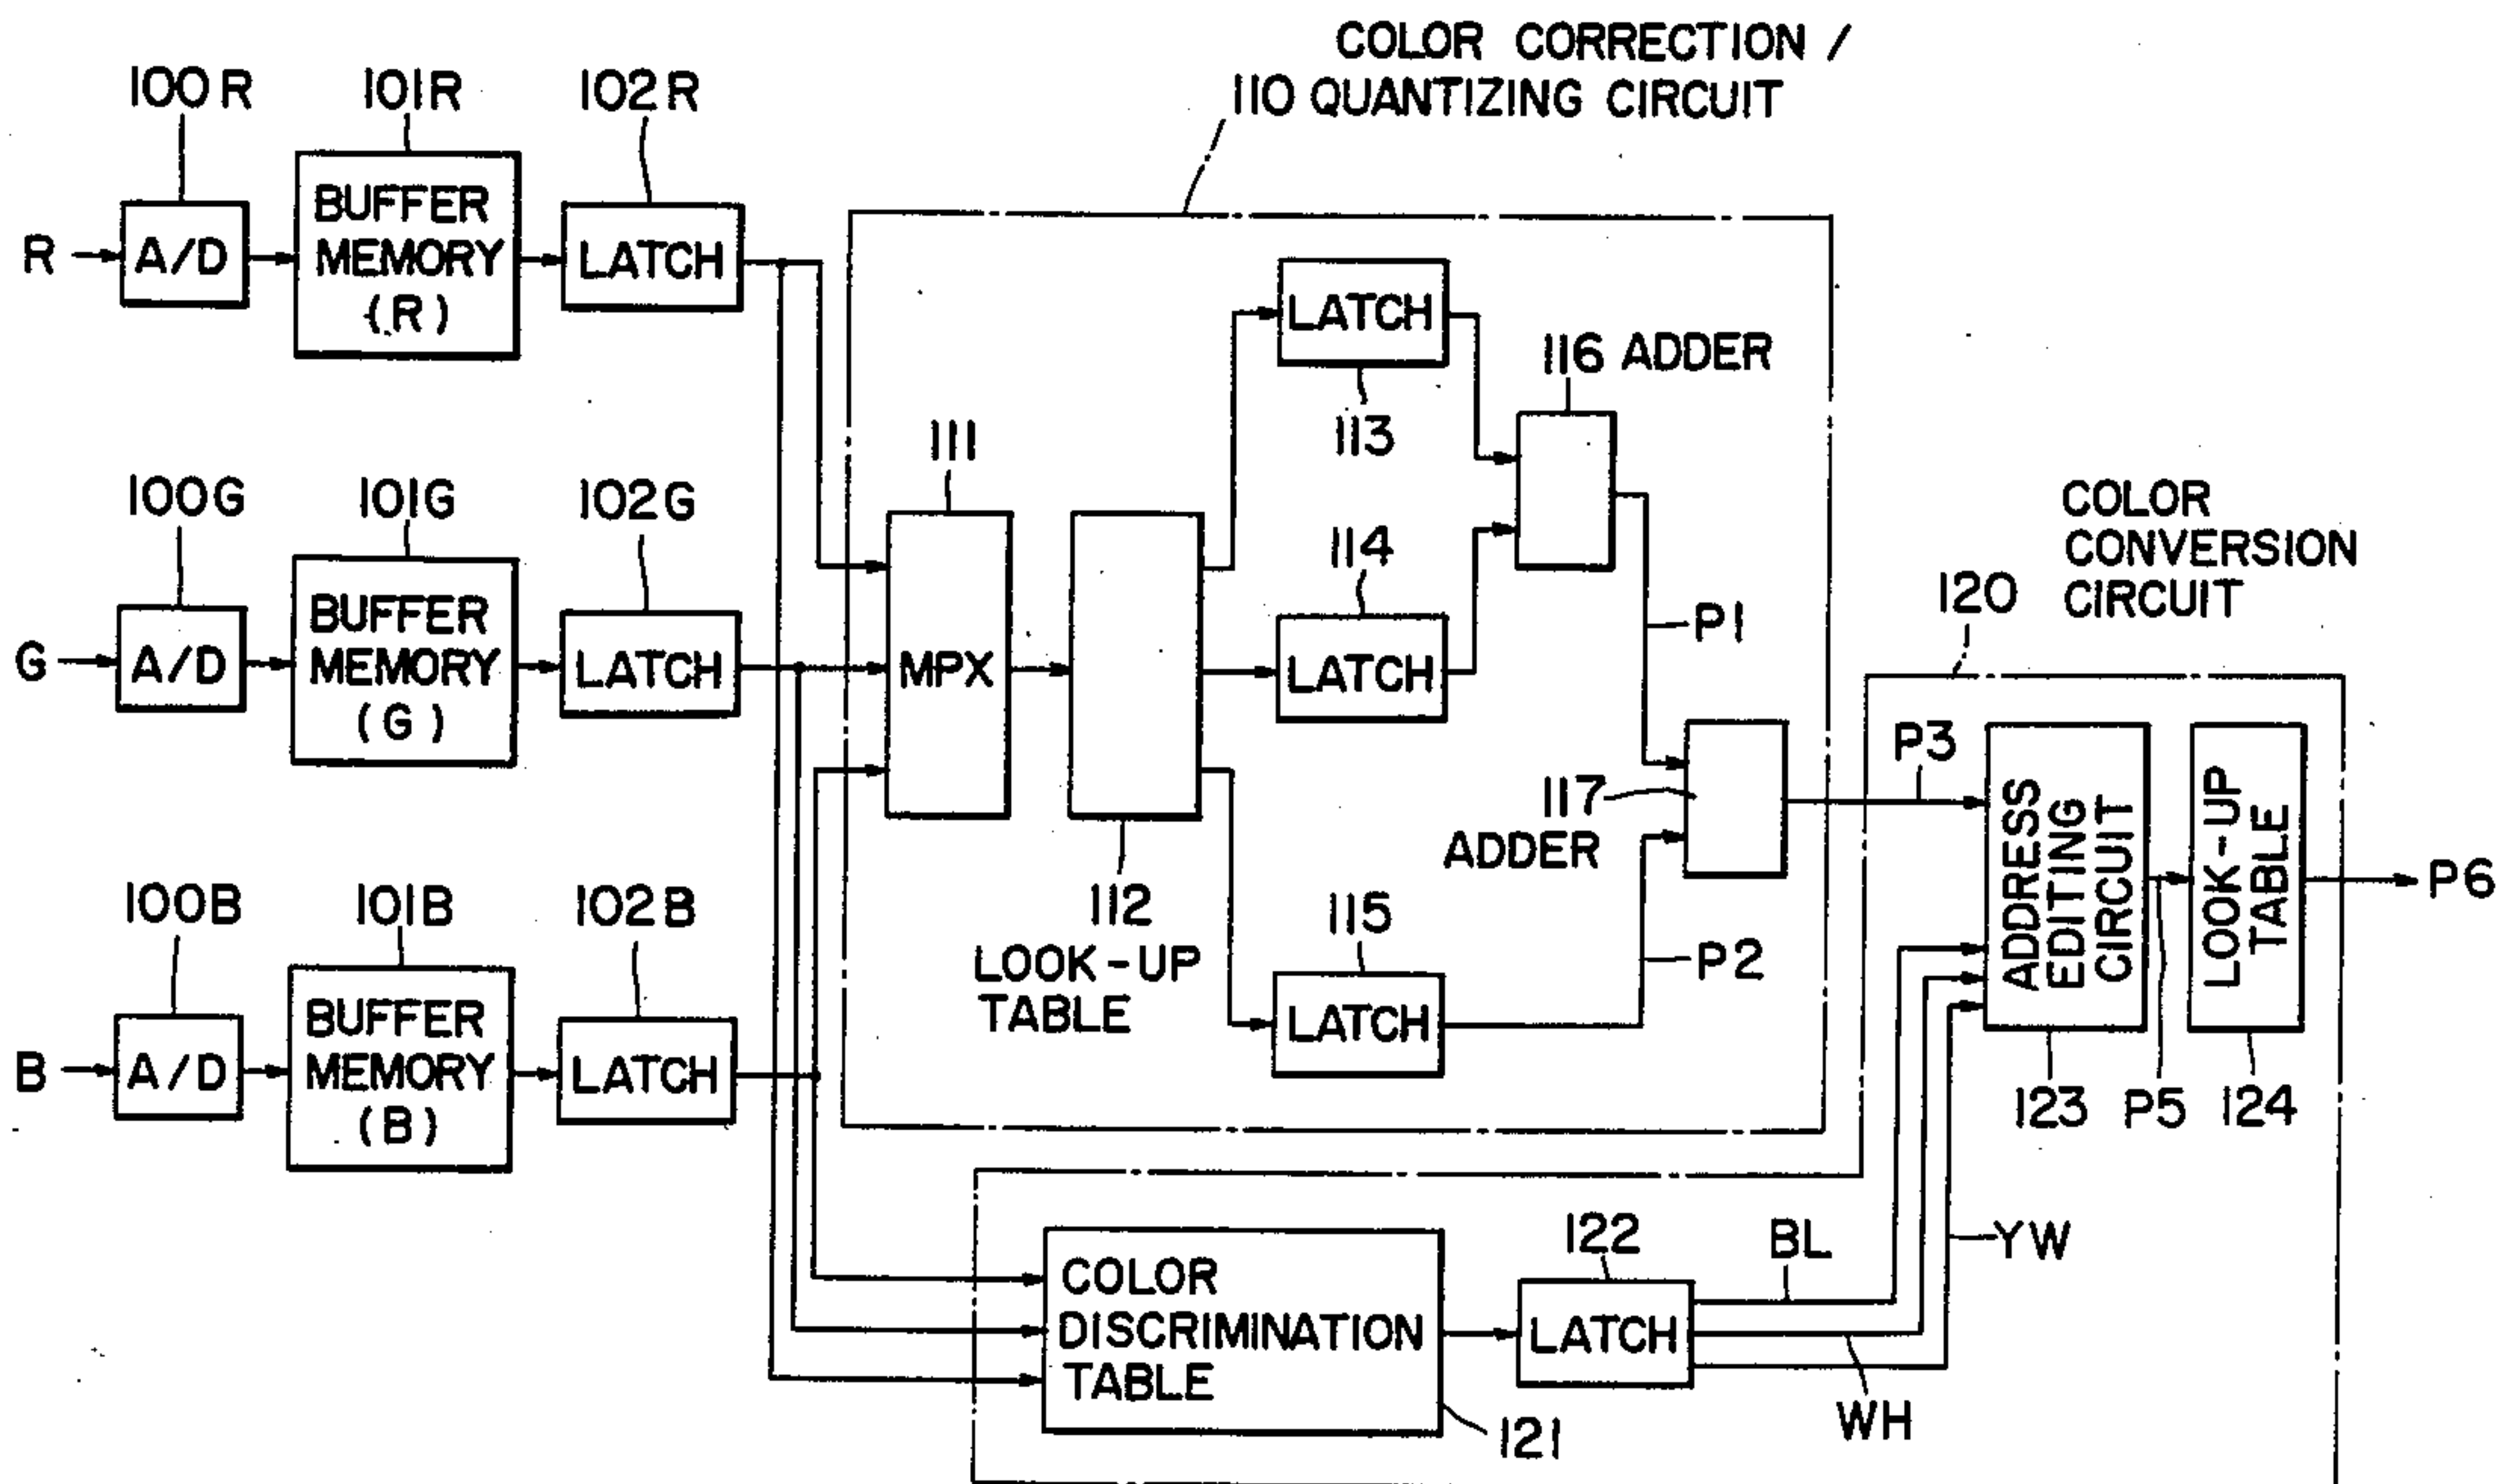 COLOR CORRECTION /
110 QUANTIZING CIRCUIT
100R
101R
102R
R
A/D
BUFFER
MEMORY
(R)
LATCH
LATCH
113
116 ADDER
111
100G
101G
102G
G
A/D
BUFFER
MEMORY
(G)
LATCH
MPX
114
LATCH
P1
COLOR
CONVERSION
CIRCUIT
120
P3
117
ADDER
112
LOOK-UP
TABLE
115
LATCH
P2
ADDRESS
EDITING
CIRCUIT
LOOK-UP
TABLE
P6
123
P5
124
100B
101B
102B
B
A/D
BUFFER
MEMORY
(B)
LATCH
COLOR
DISCRIMINATION
TABLE
121
122
LATCH
BL
YW
WH